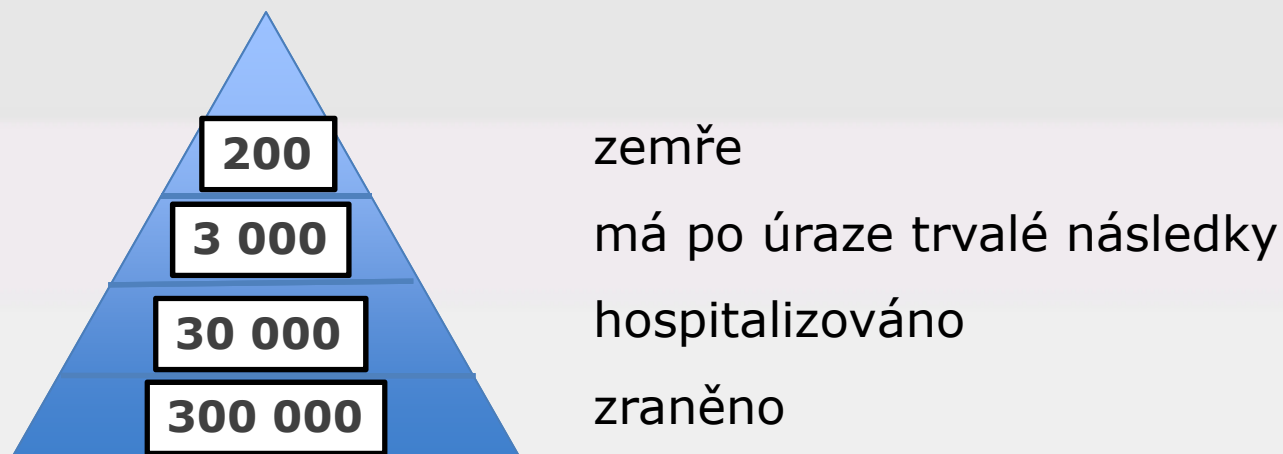 200 zemře
3 000 má po úraze trvalé následky
30 000 hospitalizováno
300 000 zraněno